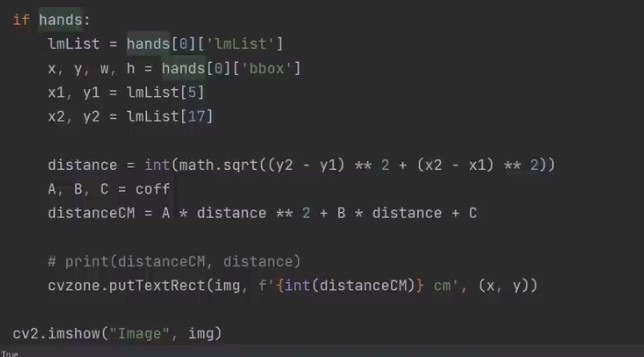 if hands:
    lmList = hands[0]['lmList']
    x, y, w, h = hands[0]['bbox']
    x1, y1 = lmList[5]
    x2, y2 = lmList[17]
    distance = int(math.sqrt((y2 - y1) ** 2 + (x2 - x1) ** 2))
    A, B, C = coff
    distanceCM = A * distance ** 2 + B * distance + C
    # print(distanceCM, distance)
    cvzone.putTextRect(img, f'{int(distanceCM)} cm', (x, y))
cv2.imshow("Image", img)
True